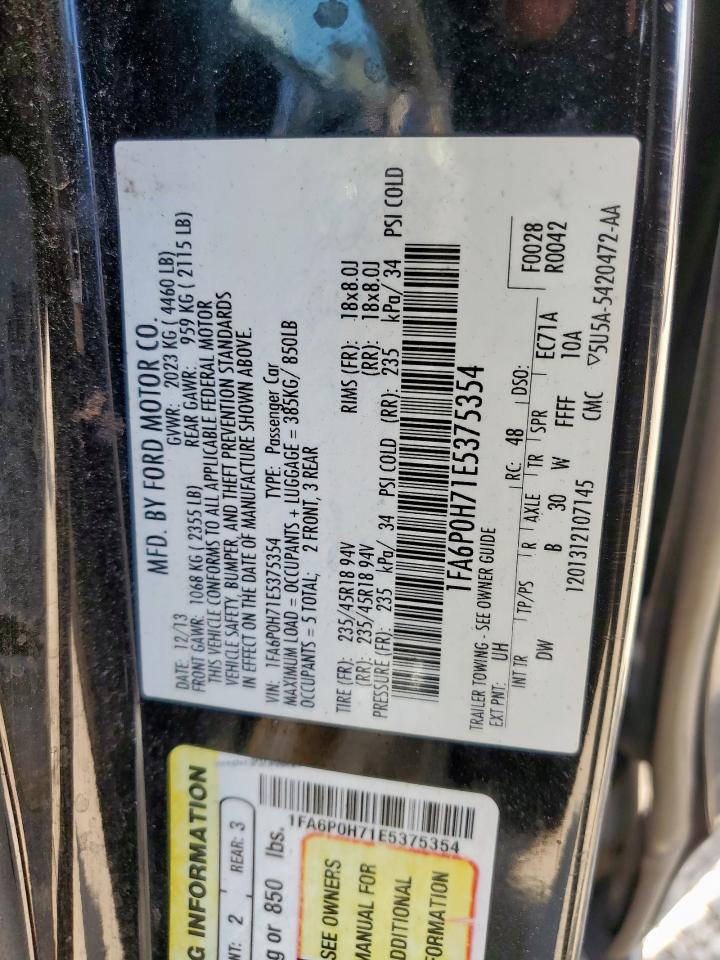 MFD. BY FORD MOTOR CO.
DATE: 12/13 GVWR: 2023 KG ( 4460 LB)
FRONT GAWR: 1068 KG ( 2355 LB) REAR GAWR: 959 KG ( 2115 LB)
THIS VEHICLE CONFORMS TO ALL APPLICABLE FEDERAL MOTOR
VEHICLE SAFETY, BUMPER, AND THEFT PREVENTION STANDARDS
IN EFFECT ON THE DATE OF MANUFACTURE SHOWN ABOVE.
VIN: 1FA6P0H71E5375354 TYPE: Passenger Car
MAXIMUM LOAD = OCCUPANTS + LUGGAGE = 385KG/ 850LB
OCCUPANTS = 5 TOTAL: 2 FRONT, 3 REAR
TIRE (FR): 235/45R18 94V RIMS (FR): 18x8.0J
(RR): 235/45R18 94V (RR): 18x8.0J
PRESSURE (FR): 235 kPa/ 34 PSI COLD (RR): 235 kPa/ 34 PSI COLD
1FA6P0H71E5375354
TRAILER TOWING - SEE OWNER GUIDE
EXT PNT: UH RC: 48 DSO: F0028
R0042
INT TR TP/PS R AXLE TR SPR EC71A
DW B 30 W FFFF 10A
1201312107145 CMC ▽5U5A-5420472-AA
G INFORMATION
NT: 2 REAR: 3
g or 850 lbs.
1FA6P0H71E5375354
SEE OWNERS
MANUAL FOR
ADDITIONAL
FORMATION